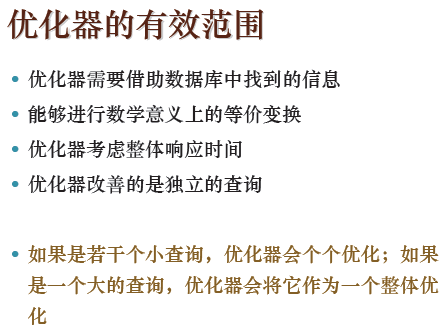 优化器的有效范围
优化器需要借助数据库中找到的信息
能够进行数学意义上的等价变换
优化器考虑整体响应时间
优化器改善的是独立的查询
如果是若干个小查询，优化器会个个优化；如果
是一个大的查询，优化器会将它作为一个整体优
化